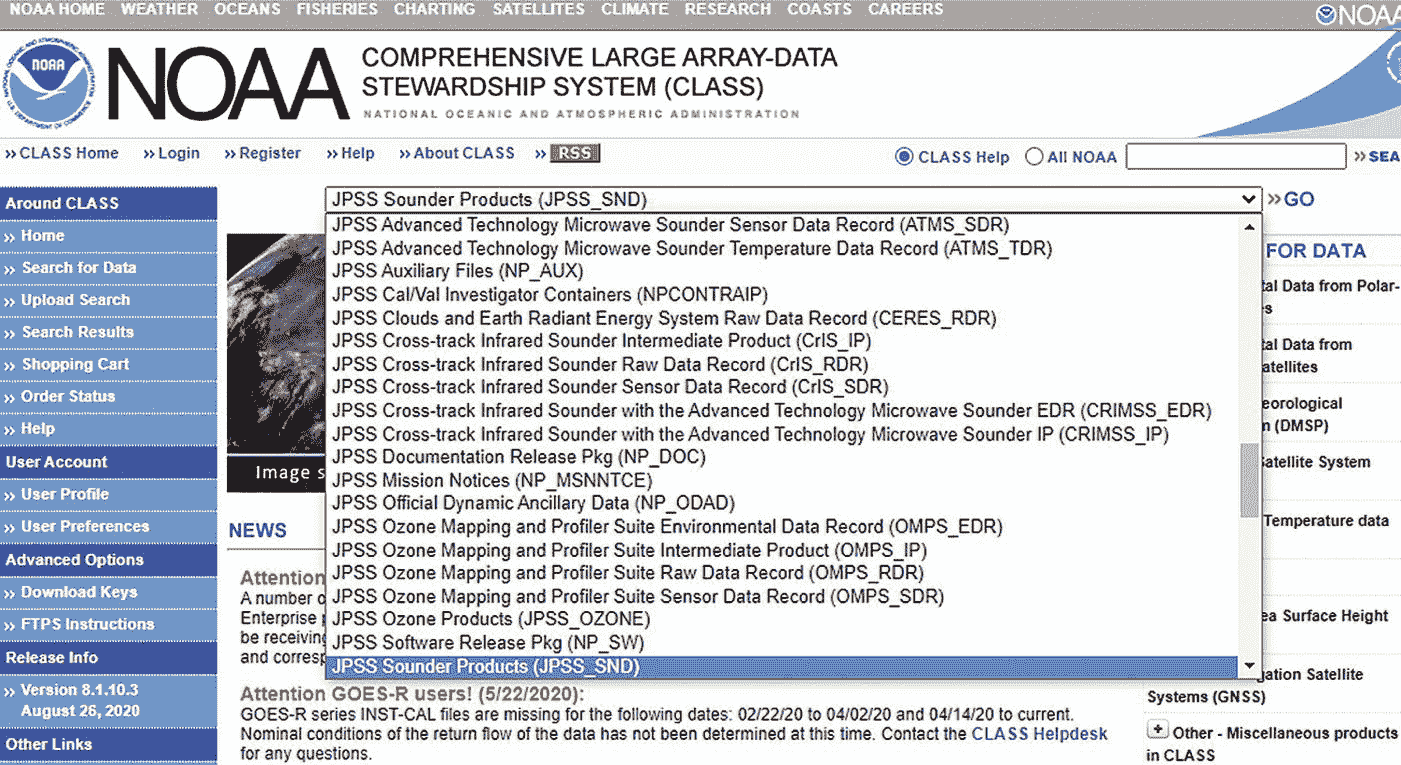 NOAA HOME WEATHER OCEANS FISHERIES CHARTING SATELLITES CLIMATE RESEARCH COASTS CAREERS
NOAA
NOAA
NOAA
COMPREHENSIVE LARGE ARRAY-DATA
STEWARDSHIP SYSTEM (CLASS)
NATIONAL OCEANIC AND ATMOSPHERIC ADMINISTRATION
»CLASS Home »Login »Register »Help »About CLASS » RSS
CLASS Help All NOAA »SEA
JPSS Sounder Products (JPSS_SND) »GO
JPSS Advanced Technology Microwave Sounder Sensor Data Record (ATMS_SDR)
JPSS Advanced Technology Microwave Sounder Temperature Data Record (ATMS_TDR)
JPSS Auxiliary Files (NP_AUX)
JPSS Cal/Val Investigator Containers (NPCONTRAIP)
JPSS Clouds and Earth Radiant Energy System Raw Data Record (CERES_RDR)
JPSS Cross-track Infrared Sounder Intermediate Product (CrIS_IP)
JPSS Cross-track Infrared Sounder Raw Data Record (CrIS_RDR)
JPSS Cross-track Infrared Sounder Sensor Data Record (CrIS_SDR)
JPSS Cross-track Infrared Sounder with the Advanced Technology Microwave Sounder EDR (CRIMSS_EDR)
JPSS Cross-track Infrared Sounder with the Advanced Technology Microwave Sounder IP (CRIMSS_IP)
JPSS Documentation Release Pkg (NP_DOC)
JPSS Mission Notices (NP_MSNNTCE)
JPSS Official Dynamic Ancillary Data (NP_ODAD)
JPSS Ozone Mapping and Profiler Suite Environmental Data Record (OMPS_EDR)
JPSS Ozone Mapping and Profiler Suite Intermediate Product (OMPS_IP)
JPSS Ozone Mapping and Profiler Suite Raw Data Record (OMPS_RDR)
JPSS Ozone Mapping and Profiler Suite Sensor Data Record (OMPS_SDR)
JPSS Ozone Products (JPSS_OZONE)
JPSS Software Release Pkg (NP_SW)
JPSS Sounder Products (JPSS_SND)
Around CLASS
» Home
» Search for Data
» Upload Search
» Search Results
» Shopping Cart
» Order Status
» Help
User Account
» User Profile
» User Preferences
Advanced Options
» Download Keys
» FTPS Instructions
Release Info
» Version 8.1.10.3
August 26, 2020
Other Links
Image s
NEWS
Attention
A number o
Enterprise
be receiving
and corresp
Attention GOES-R users! (5/22/2020):
GOES-R series INST-CAL files are missing for the following dates: 02/22/20 to 04/02/20 and 04/14/20 to current.
Nominal conditions of the return flow of the data has not been determined at this time. Contact the CLASS Helpdesk
for any questions.
FOR DATA
tal Data from Polar-
s
tal Data from
atellites
eorological
m (DMSP)
Satellite System
Temperature data
ea Surface Height
igation Satellite
Systems (GNSS)
+ Other - Miscellaneous products
in CLASS